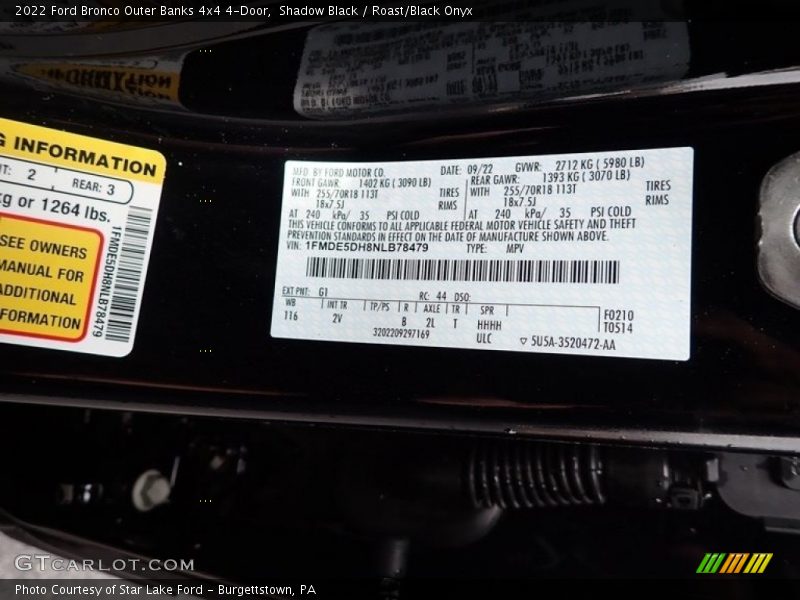 2022 Ford Bronco Outer Banks 4x4 4-Door, Shadow Black / Roast/Black Onyx
G INFORMATION
NT: 2 REAR: 3
kg or 1264 lbs.
SEE OWNERS
MANUAL FOR
ADDITIONAL
FORMATION
1FMDE5DH8NLB78479
MFD. BY FORD MOTOR CO. DATE: 09/22 GVWR: 2712 KG ( 5980 LB)
FRONT GAWR: 1402 KG ( 3090 LB) REAR GAWR: 1393 KG ( 3070 LB)
WITH 255/70R18 113T TIRES WITH 255/70R18 113T TIRES
18x7.5J RIMS 18x7.5J RIMS
AT 240 kPa/ 35 PSI COLD AT 240 kPa/ 35 PSI COLD
THIS VEHICLE CONFORMS TO ALL APPLICABLE FEDERAL MOTOR VEHICLE SAFETY AND THEFT
PREVENTION STANDARDS IN EFFECT ON THE DATE OF MANUFACTURE SHOWN ABOVE.
VIN: 1FMDE5DH8NLB78479 TYPE: MPV
EXT PNT: G1 RC: 44 DSO:
WB INT TR TP/PS R AXLE TR SPR
116 2V B 2L T HHHH
F0210
T0514
3202209297169 ULC ▽ 5U5A-3520472-AA
GTCARLOT.COM
Photo Courtesy of Star Lake Ford - Burgettstown, PA